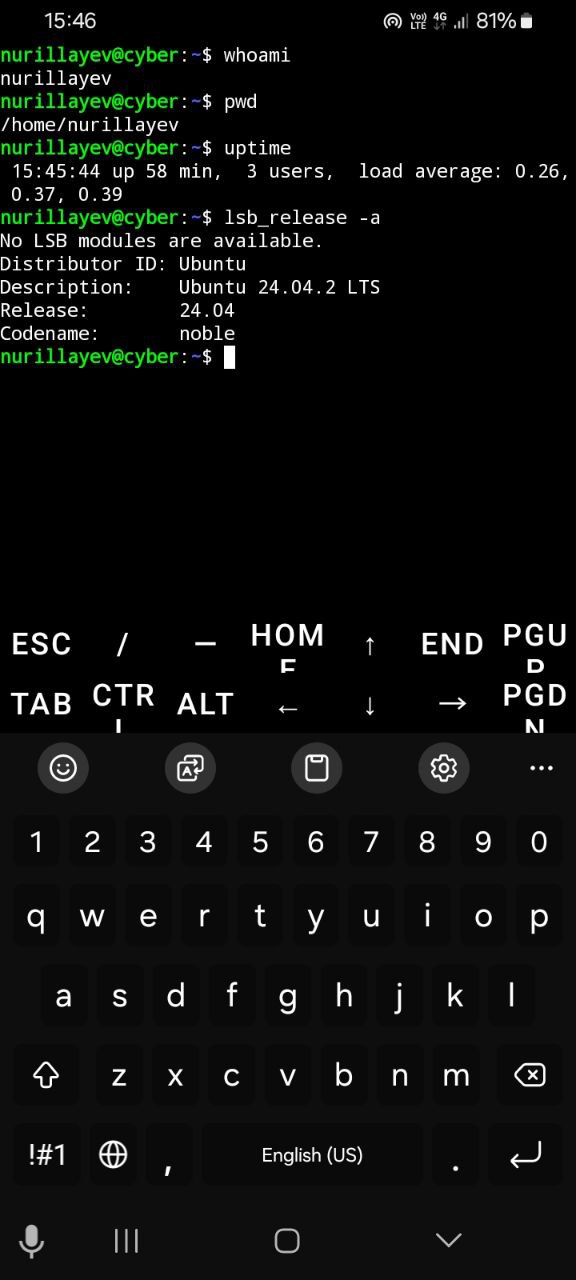 15:46 Vo) LTE 4G 81%
nurillayev@cyber:~$ whoami
nurillayev
nurillayev@cyber:~$ pwd
/home/nurillayev
nurillayev@cyber:~$ uptime
 15:45:44 up 58 min,  3 users,  load average: 0.26,
 0.37, 0.39
nurillayev@cyber:~$ lsb_release -a
No LSB modules are available.
Distributor ID: Ubuntu
Description:    Ubuntu 24.04.2 LTS
Release:        24.04
Codename:       noble
nurillayev@cyber:~$
ESC / — HOME ↑ END PGUP
TAB CTRL ALT ← ↓ → PGDN
1 2 3 4 5 6 7 8 9 0
q w e r t y u i o p
a s d f g h j k l
z x c v b n m
!#1 , English (US) .